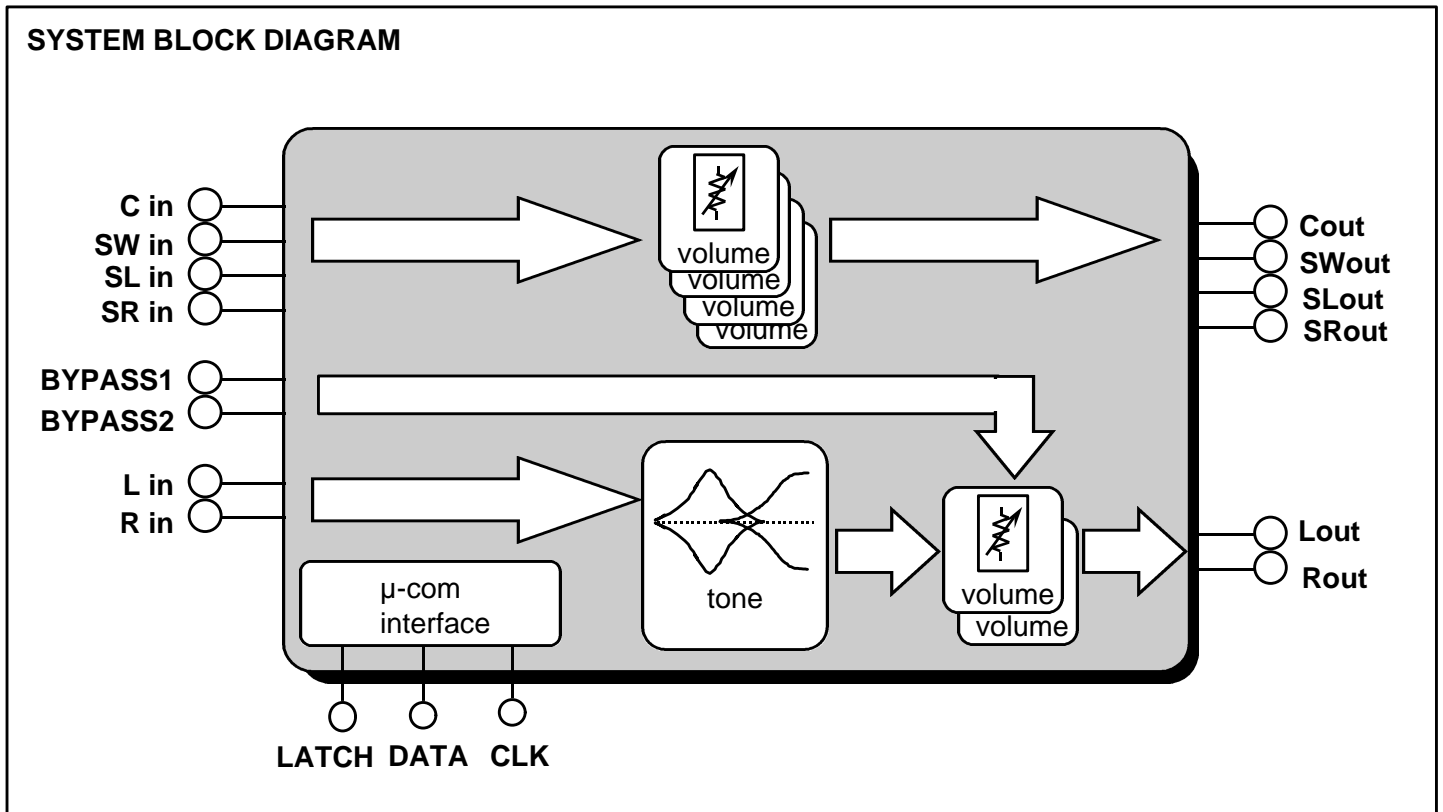 SYSTEM BLOCK DIAGRAM
C in
SW in
SL in
SR in
volume
volume
volume
volume
Cout
SWout
SLout
SRout
BYPASS1
BYPASS2
L in
R in
tone
volume
volume
Lout
Rout
µ-com
interface
LATCH DATA CLK